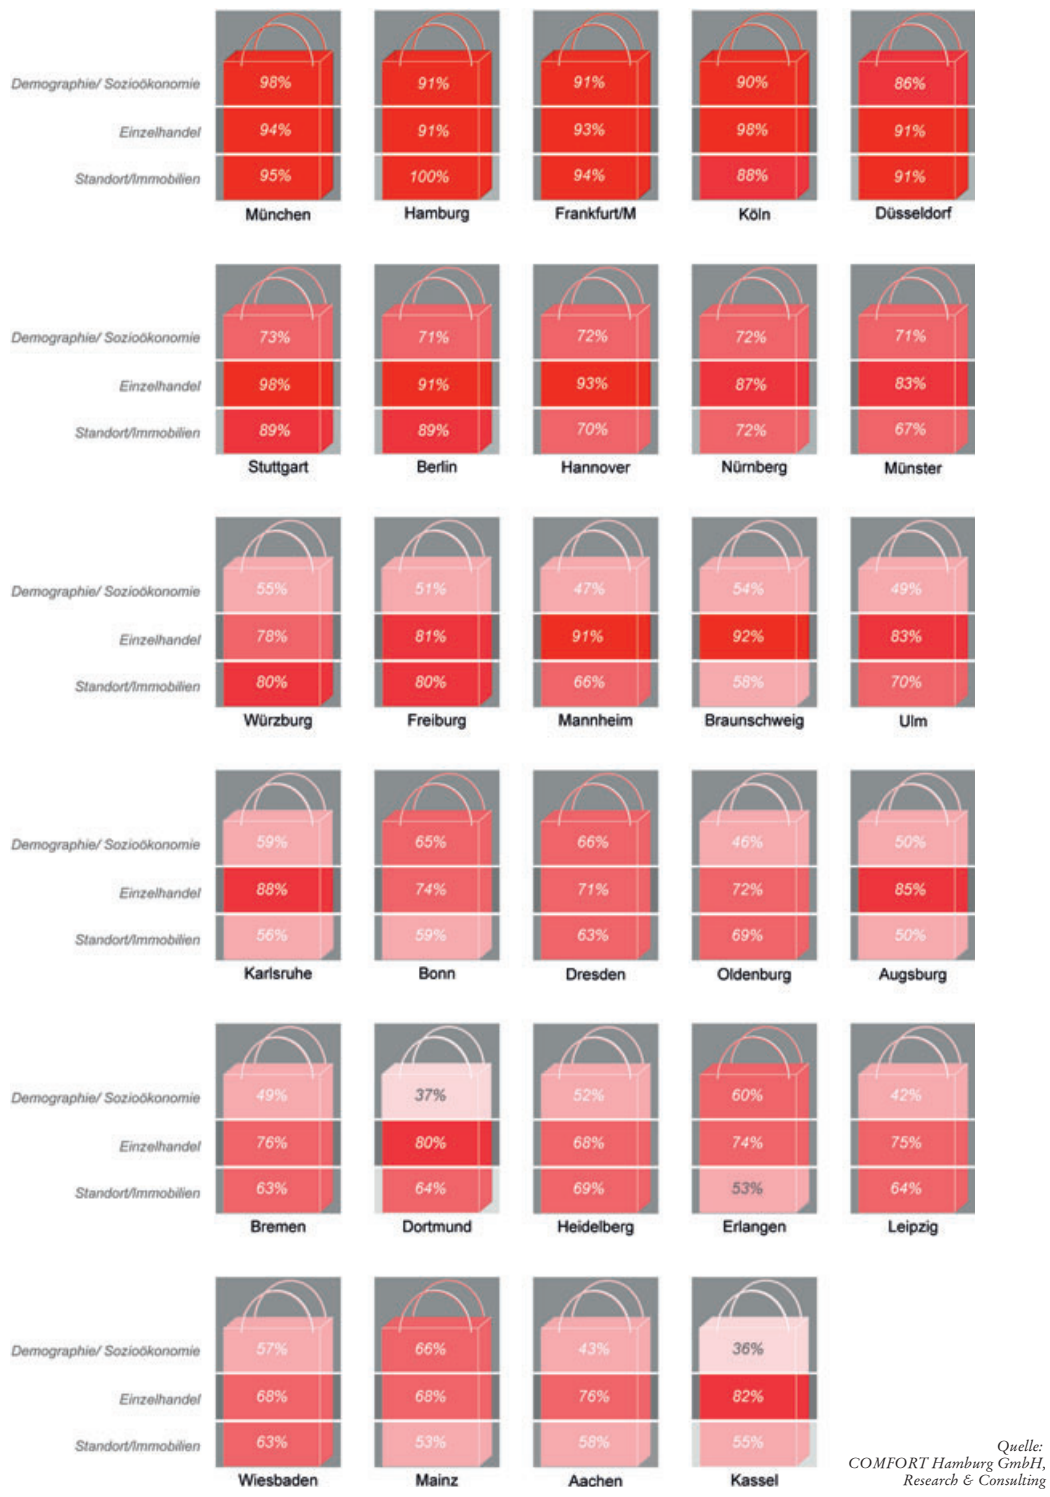 Demographie/ Sozioökonomie 98% 91% 91% 90% 86%
Einzelhandel 94% 91% 93% 98% 91%
Standort/Immobilien 95% 100% 94% 88% 91%
München Hamburg Frankfurt/M Köln Düsseldorf
Demographie/ Sozioökonomie 73% 71% 72% 72% 71%
Einzelhandel 98% 91% 93% 87% 83%
Standort/Immobilien 89% 89% 70% 72% 67%
Stuttgart Berlin Hannover Nürnberg Münster
Demographie/ Sozioökonomie 55% 51% 47% 54% 49%
Einzelhandel 78% 81% 91% 92% 83%
Standort/Immobilien 80% 80% 66% 58% 70%
Würzburg Freiburg Mannheim Braunschweig Ulm
Demographie/ Sozioökonomie 59% 65% 66% 46% 50%
Einzelhandel 88% 74% 71% 72% 85%
Standort/Immobilien 56% 59% 63% 69% 50%
Karlsruhe Bonn Dresden Oldenburg Augsburg
Demographie/ Sozioökonomie 49% 37% 52% 60% 42%
Einzelhandel 76% 80% 68% 74% 75%
Standort/Immobilien 63% 64% 69% 53% 64%
Bremen Dortmund Heidelberg Erlangen Leipzig
Demographie/ Sozioökonomie 57% 66% 43% 36%
Einzelhandel 68% 68% 76% 82%
Standort/Immobilien 63% 53% 58% 55%
Wiesbaden Mainz Aachen Kassel
Quelle:
COMFORT Hamburg GmbH,
Research & Consulting